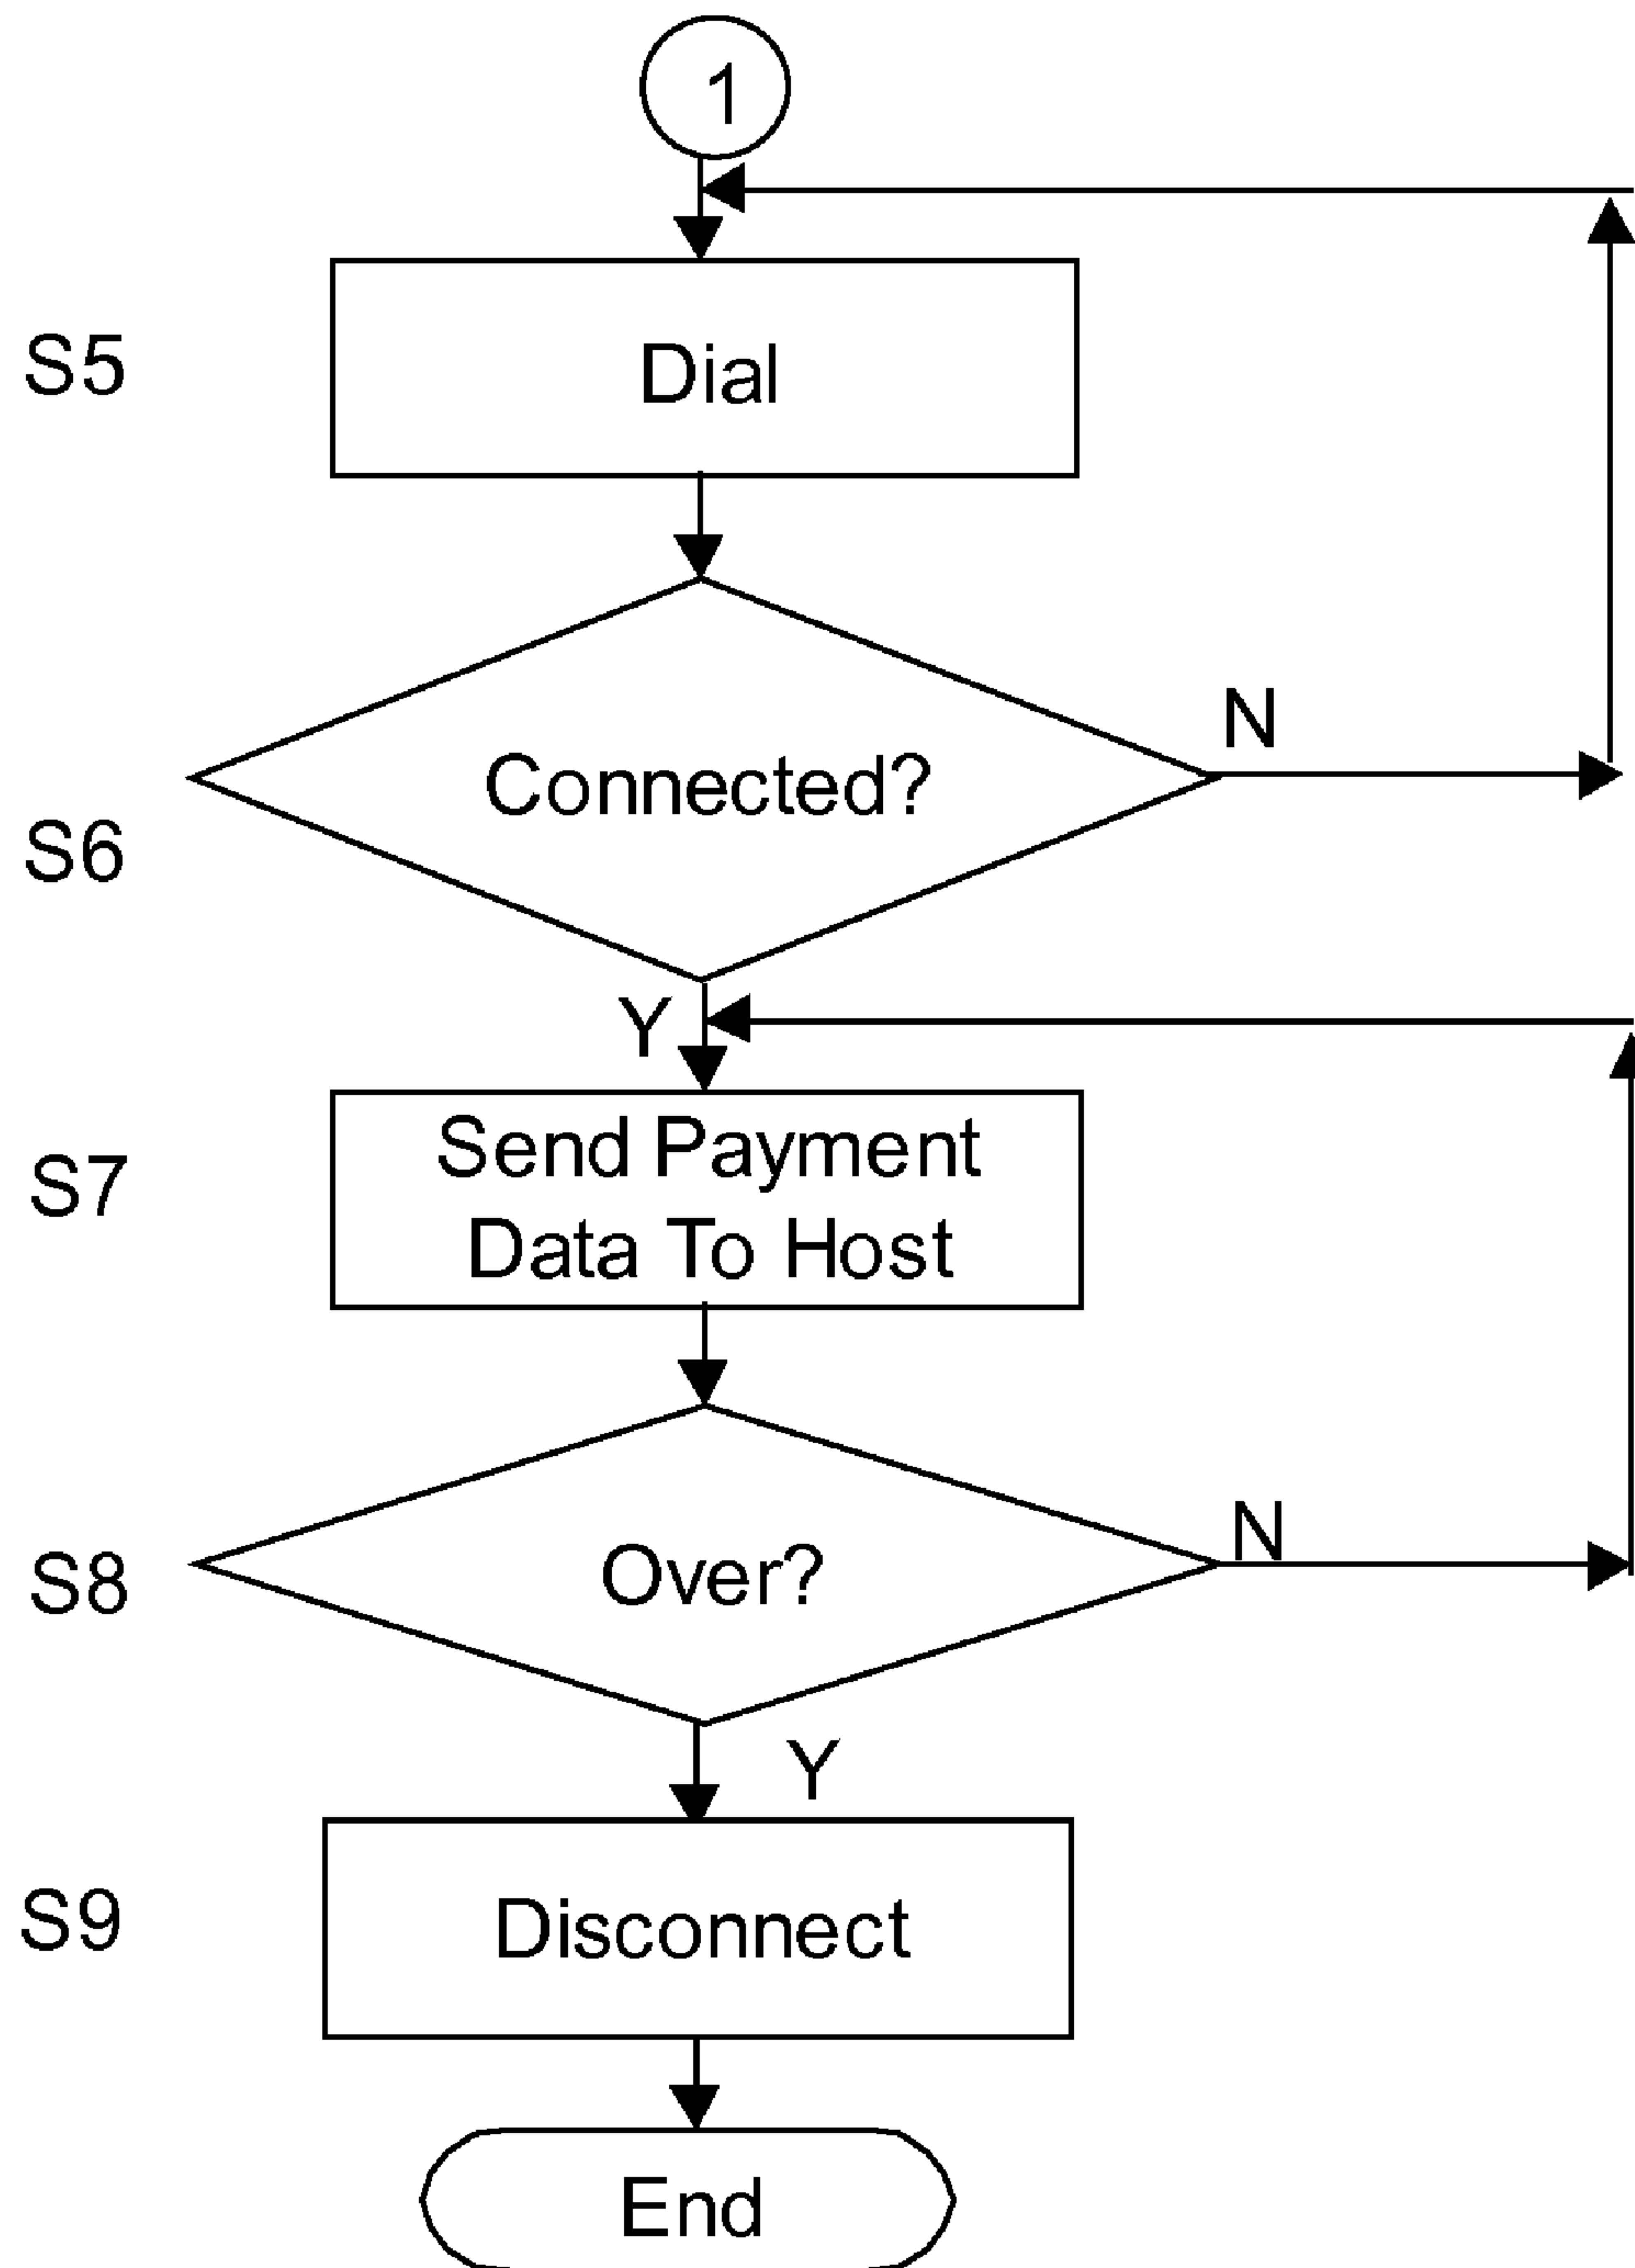 1
S5
Dial
N
Connected?
S6
Y
Send Payment
S7
Data To Host
N
Over?
S8
Y
S9
Disconnect
End